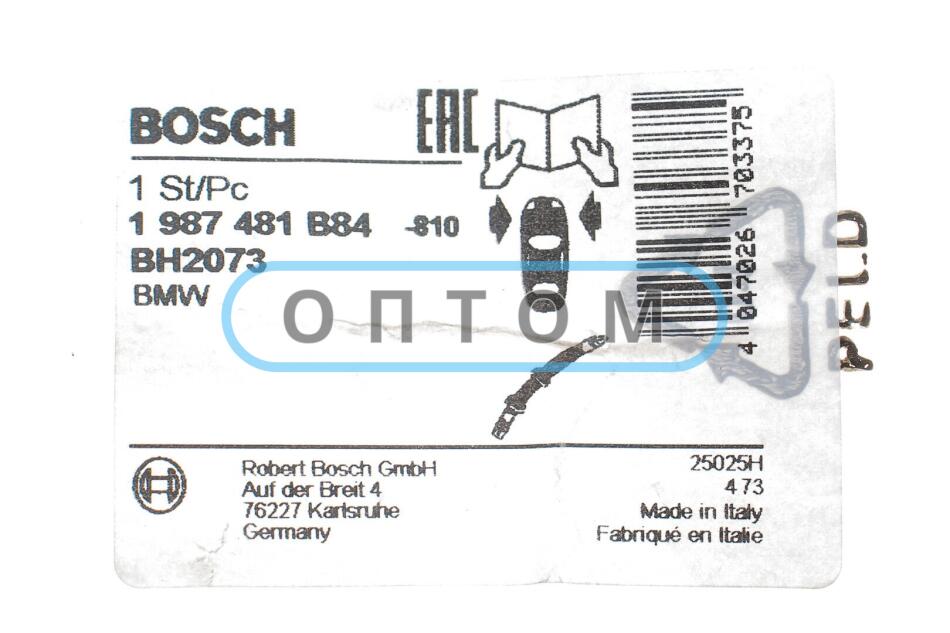 BOSCH
EAC
1 St/Pc
1 987 481 B84 -810
BH2073
BMW
ОПТОМ
4 047026 703375
PELD
Robert Bosch GmbH
Auf der Breit 4
76227 Karlsruhe
Germany
25025H
473
Made in Italy
Fabriqué en Italie